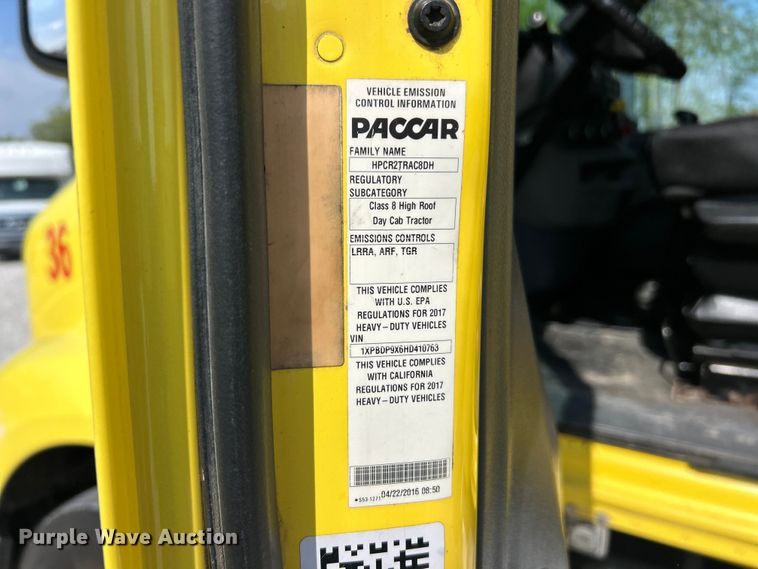 VEHICLE EMISSION
CONTROL INFORMATION
PACCAR
FAMILY NAME
HPCR2TRAC8DH
REGULATORY
SUBCATEGORY
Class 8 High Roof
Day Cab Tractor
EMISSIONS CONTROLS
LRRA, ARF, TGR
THIS VEHICLE COMPLIES
WITH U.S. EPA
REGULATIONS FOR 2017
HEAVY-DUTY VEHICLES
VIN
1XPBDP9X6HD410763
THIS VEHICLE COMPLIES
WITH CALIFORNIA
REGULATIONS FOR 2017
HEAVY-DUTY VEHICLES
04/22/2016 08:50
36
Purple Wave Auction